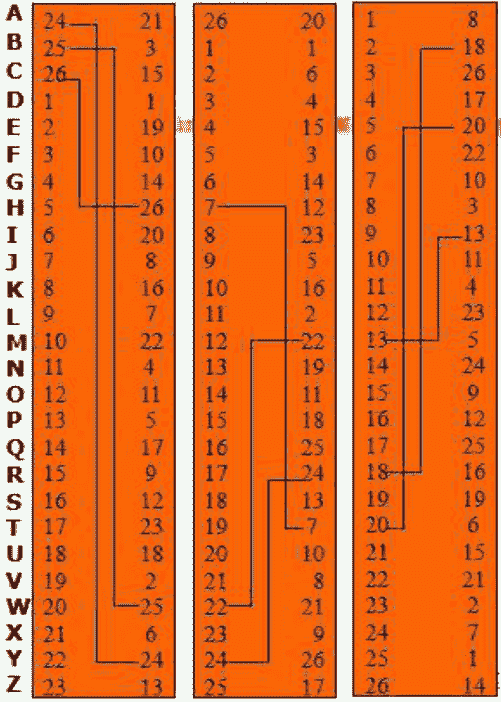 A 24 21 26 20 1 8
B 25 3 1 1 2 18
C 26 15 2 6 3 26
D 1 1 3 4 4 17
E 2 19 4 15 5 20
F 3 10 5 3 6 22
G 4 14 6 14 7 10
H 5 26 7 12 8 3
I 6 20 8 23 9 13
J 7 8 9 5 10 11
K 8 16 10 16 11 4
L 9 7 11 2 12 23
M 10 22 12 22 13 5
N 11 4 13 19 14 24
O 12 11 14 11 15 9
P 13 5 15 18 16 12
Q 14 17 16 25 17 25
R 15 9 17 24 18 16
S 16 12 18 13 19 19
T 17 23 19 7 20 6
U 18 18 20 10 21 15
V 19 2 21 8 22 21
W 20 25 22 21 23 2
X 21 6 23 9 24 7
Y 22 24 24 26 25 1
Z 23 13 25 17 26 14